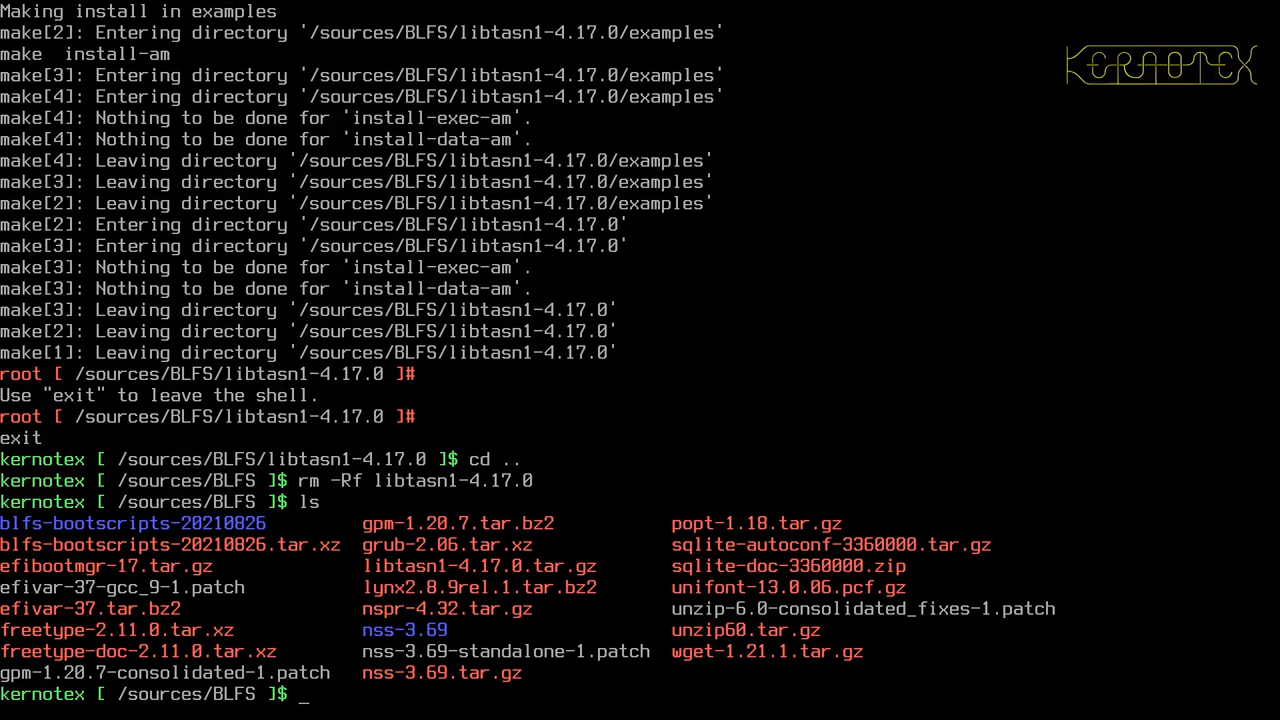 Making install in examples
make[2]: Entering directory '/sources/BLFS/libtasn1-4.17.0/examples'
make  install-am
make[3]: Entering directory '/sources/BLFS/libtasn1-4.17.0/examples'
make[4]: Entering directory '/sources/BLFS/libtasn1-4.17.0/examples'
make[4]: Nothing to be done for 'install-exec-am'.
make[4]: Nothing to be done for 'install-data-am'.
make[4]: Leaving directory '/sources/BLFS/libtasn1-4.17.0/examples'
make[3]: Leaving directory '/sources/BLFS/libtasn1-4.17.0/examples'
make[2]: Leaving directory '/sources/BLFS/libtasn1-4.17.0/examples'
make[2]: Entering directory '/sources/BLFS/libtasn1-4.17.0'
make[3]: Entering directory '/sources/BLFS/libtasn1-4.17.0'
make[3]: Nothing to be done for 'install-exec-am'.
make[3]: Nothing to be done for 'install-data-am'.
make[3]: Leaving directory '/sources/BLFS/libtasn1-4.17.0'
make[2]: Leaving directory '/sources/BLFS/libtasn1-4.17.0'
make[1]: Leaving directory '/sources/BLFS/libtasn1-4.17.0'
root [ /sources/BLFS/libtasn1-4.17.0 ]#
Use "exit" to leave the shell.
root [ /sources/BLFS/libtasn1-4.17.0 ]#
exit
kernotex [ /sources/BLFS/libtasn1-4.17.0 ]$ cd ..
kernotex [ /sources/BLFS ]$ rm -Rf libtasn1-4.17.0
kernotex [ /sources/BLFS ]$ ls
blfs-bootscripts-20210826 gpm-1.20.7.tar.bz2 popt-1.18.tar.gz
blfs-bootscripts-20210826.tar.xz grub-2.06.tar.xz sqlite-autoconf-3360000.tar.gz
efibootmgr-17.tar.gz libtasn1-4.17.0.tar.gz sqlite-doc-3360000.zip
efivar-37-gcc_9-1.patch lynx2.8.9rel.1.tar.bz2 unifont-13.0.06.pcf.gz
efivar-37.tar.bz2 nspr-4.32.tar.gz unzip-6.0-consolidated_fixes-1.patch
freetype-2.11.0.tar.xz nss-3.69 unzip60.tar.gz
freetype-doc-2.11.0.tar.xz nss-3.69-standalone-1.patch wget-1.21.1.tar.gz
gpm-1.20.7-consolidated-1.patch nss-3.69.tar.gz
kernotex [ /sources/BLFS ]$ _
KERNOTEX